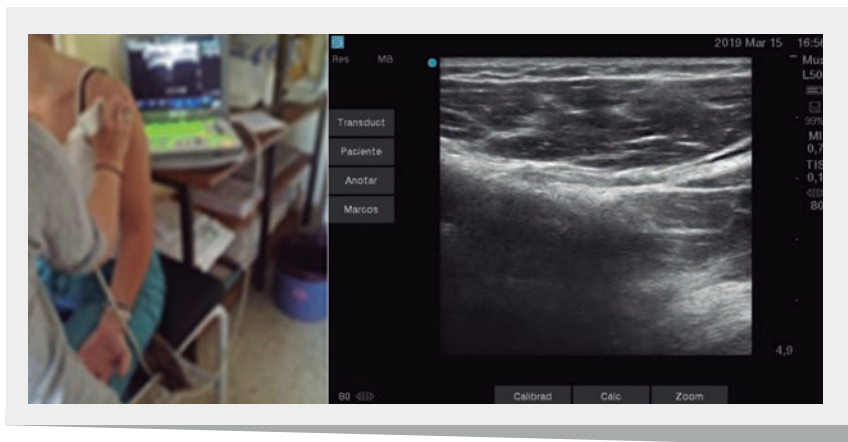 2019 Mar 15 16:56
Res MB
Mus
L50
Transduct
99%
Paciente
MI
0,7
TIS
Anotar
0,1
Marcos
80
4,9
80
Calibrad Calc Zoom